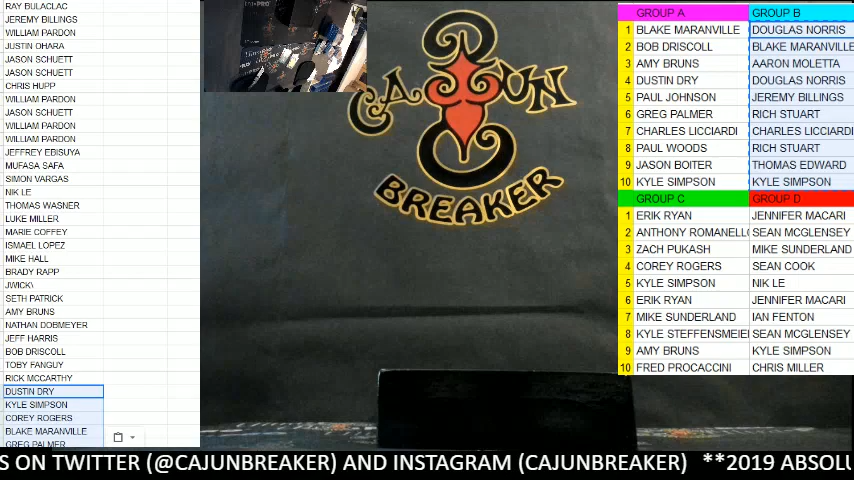 RAY BULACLAC
JEREMY BILLINGS
WILLIAM PARDON
JUSTIN OHARA
JASON SCHUETT
JASON SCHUETT
CHRIS HUPP
WILLIAM PARDON
JASON SCHUETT
WILLIAM PARDON
WILLIAM PARDON
JEFFREY EBISUYA
MUFASA SAFA
SIMON VARGAS
NIK LE
THOMAS WASNER
LUKE MILLER
MARIE COFFEY
ISMAEL LOPEZ
MIKE HALL
BRADY RAPP
JWICK\
SETH PATRICK
AMY BRUNS
NATHAN DOBMEYER
JEFF HARRIS
BOB DRISCOLL
TOBY FANGUY
RICK MCCARTHY
DUSTIN DRY
KYLE SIMPSON
COREY ROGERS
BLAKE MARANVILLE
GREG PALMER
CAJUN
BREAKER
GROUP A GROUP B
1 BLAKE MARANVILLE DOUGLAS NORRIS
2 BOB DRISCOLL BLAKE MARANVILLE
3 AMY BRUNS AARON MOLETTA
4 DUSTIN DRY DOUGLAS NORRIS
5 PAUL JOHNSON JEREMY BILLINGS
6 GREG PALMER RICH STUART
7 CHARLES LICCIARDI CHARLES LICCIARDI
8 PAUL WOODS RICH STUART
9 JASON BOITER THOMAS EDWARD
10 KYLE SIMPSON KYLE SIMPSON
GROUP C GROUP D
1 ERIK RYAN JENNIFER MACARI
2 ANTHONY ROMANELLO SEAN MCGLENSEY
3 ZACH PUKASH MIKE SUNDERLAND
4 COREY ROGERS SEAN COOK
5 KYLE SIMPSON NIK LE
6 ERIK RYAN JENNIFER MACARI
7 MIKE SUNDERLAND IAN FENTON
8 KYLE STEFFENSMEIE SEAN MCGLENSEY
9 AMY BRUNS KYLE SIMPSON
10 FRED PROCACCINI CHRIS MILLER
S ON TWITTER (@CAJUNBREAKER) AND INSTAGRAM (CAJUNBREAKER) **2019 ABSOLU